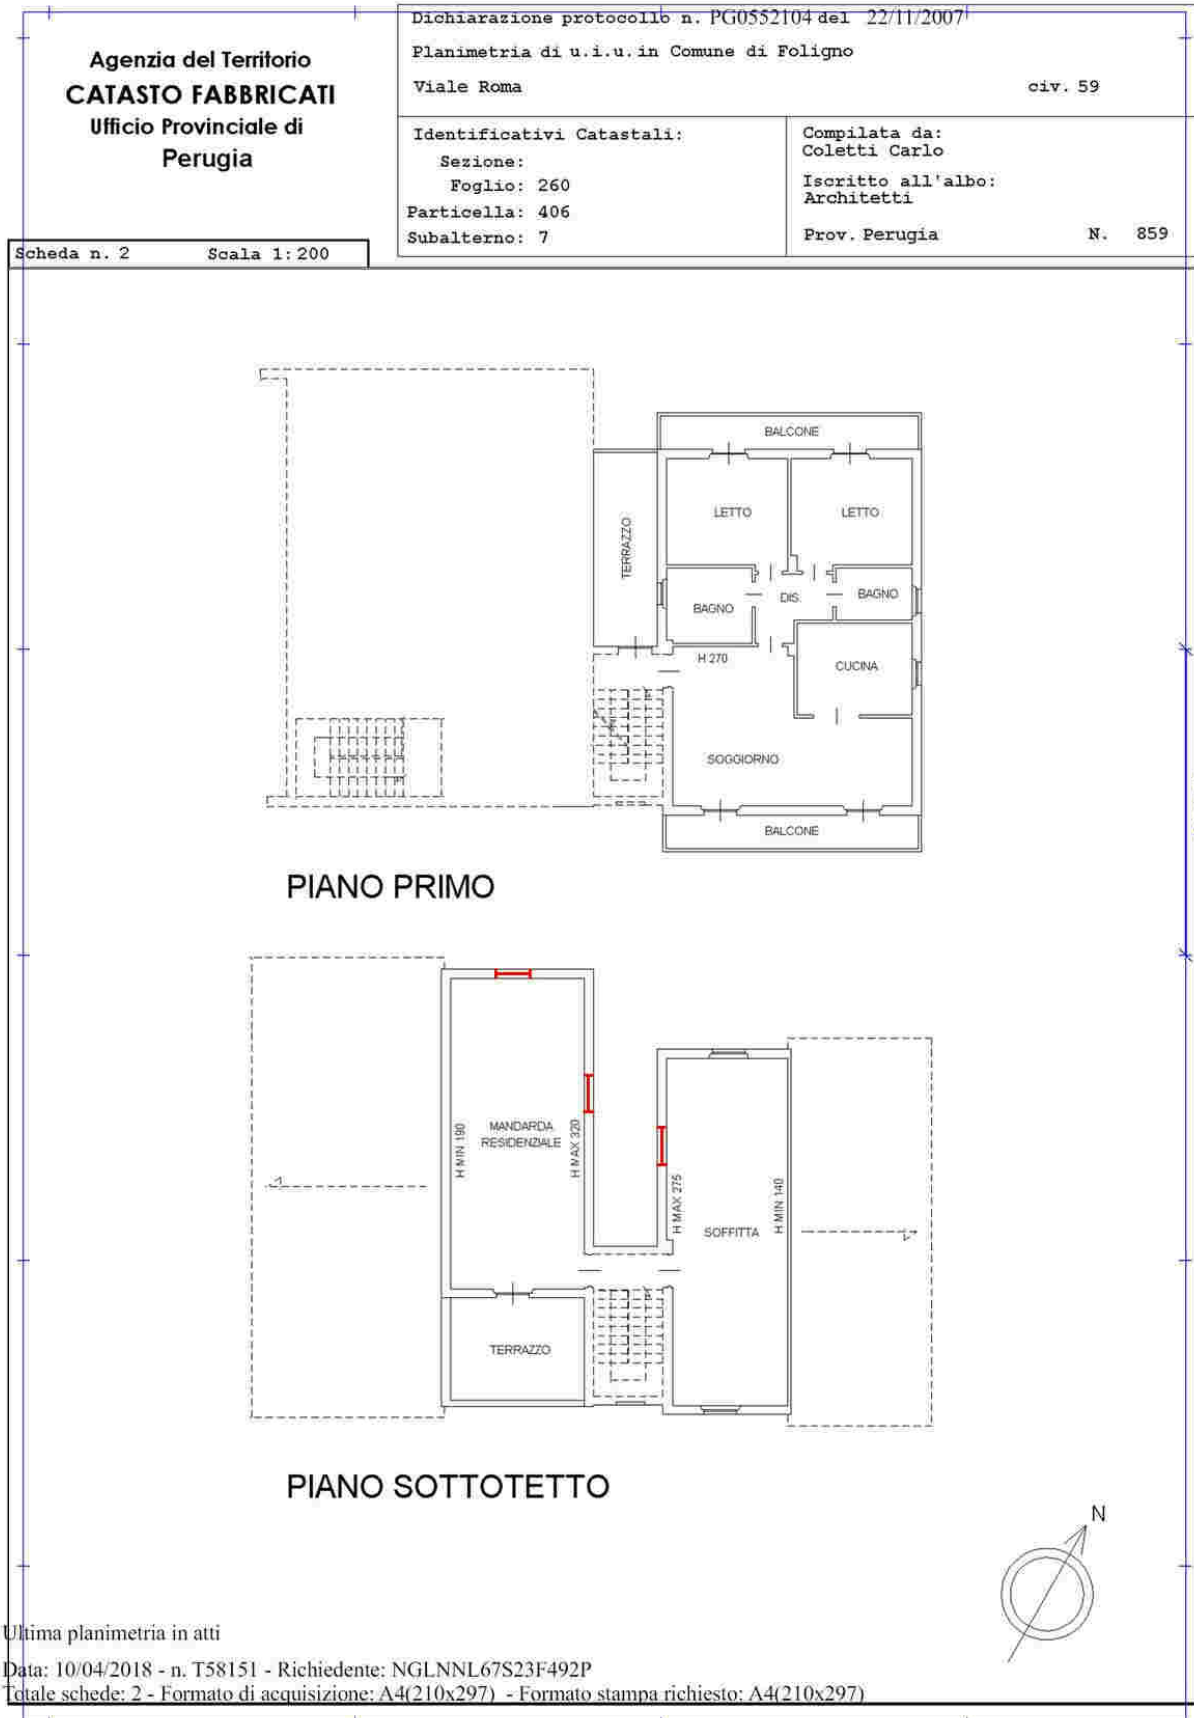 Dichiarazione protocollo n. PG0552104 del 22/11/2007
Agenzia del Territorio
CATASTO FABBRICATI
Ufficio Provinciale di
Perugia
Planimetria di u.i.u. in Comune di Foligno
Viale Roma civ. 59
Identificativi Catastali:
Sezione:
Foglio: 260
Particella: 406
Subalterno: 7
Compilata da:
Coletti Carlo
Iscritto all'albo:
Architetti
Prov. Perugia N. 859
Scheda n. 2 Scala 1:200
BALCONE
LETTO LETTO
TERRAZZO
BAGNO DIS. BAGNO
H 270 CUCINA
SOGGIORNO
BALCONE
PIANO PRIMO
H MIN 190
MANDARDA
RESIDENZIALE
H MAX 320
H MAX 275
SOFFITTA
H MIN 140
TERRAZZO
PIANO SOTTOTETTO
N
Ultima planimetria in atti
Data: 10/04/2018 - n. T58151 - Richiedente: NGLNNL67S23F492P
Totale schede: 2 - Formato di acquisizione: A4(210x297) - Formato stampa richiesto: A4(210x297)